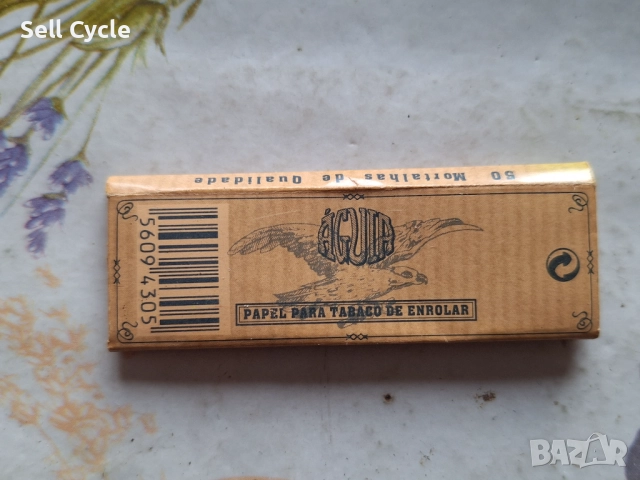 Sell Cycle
50 Mortalhas de Qualidade
ÁGUIA
PAPEL PARA TABACO DE ENROLAR
5609 4305
BAZAR